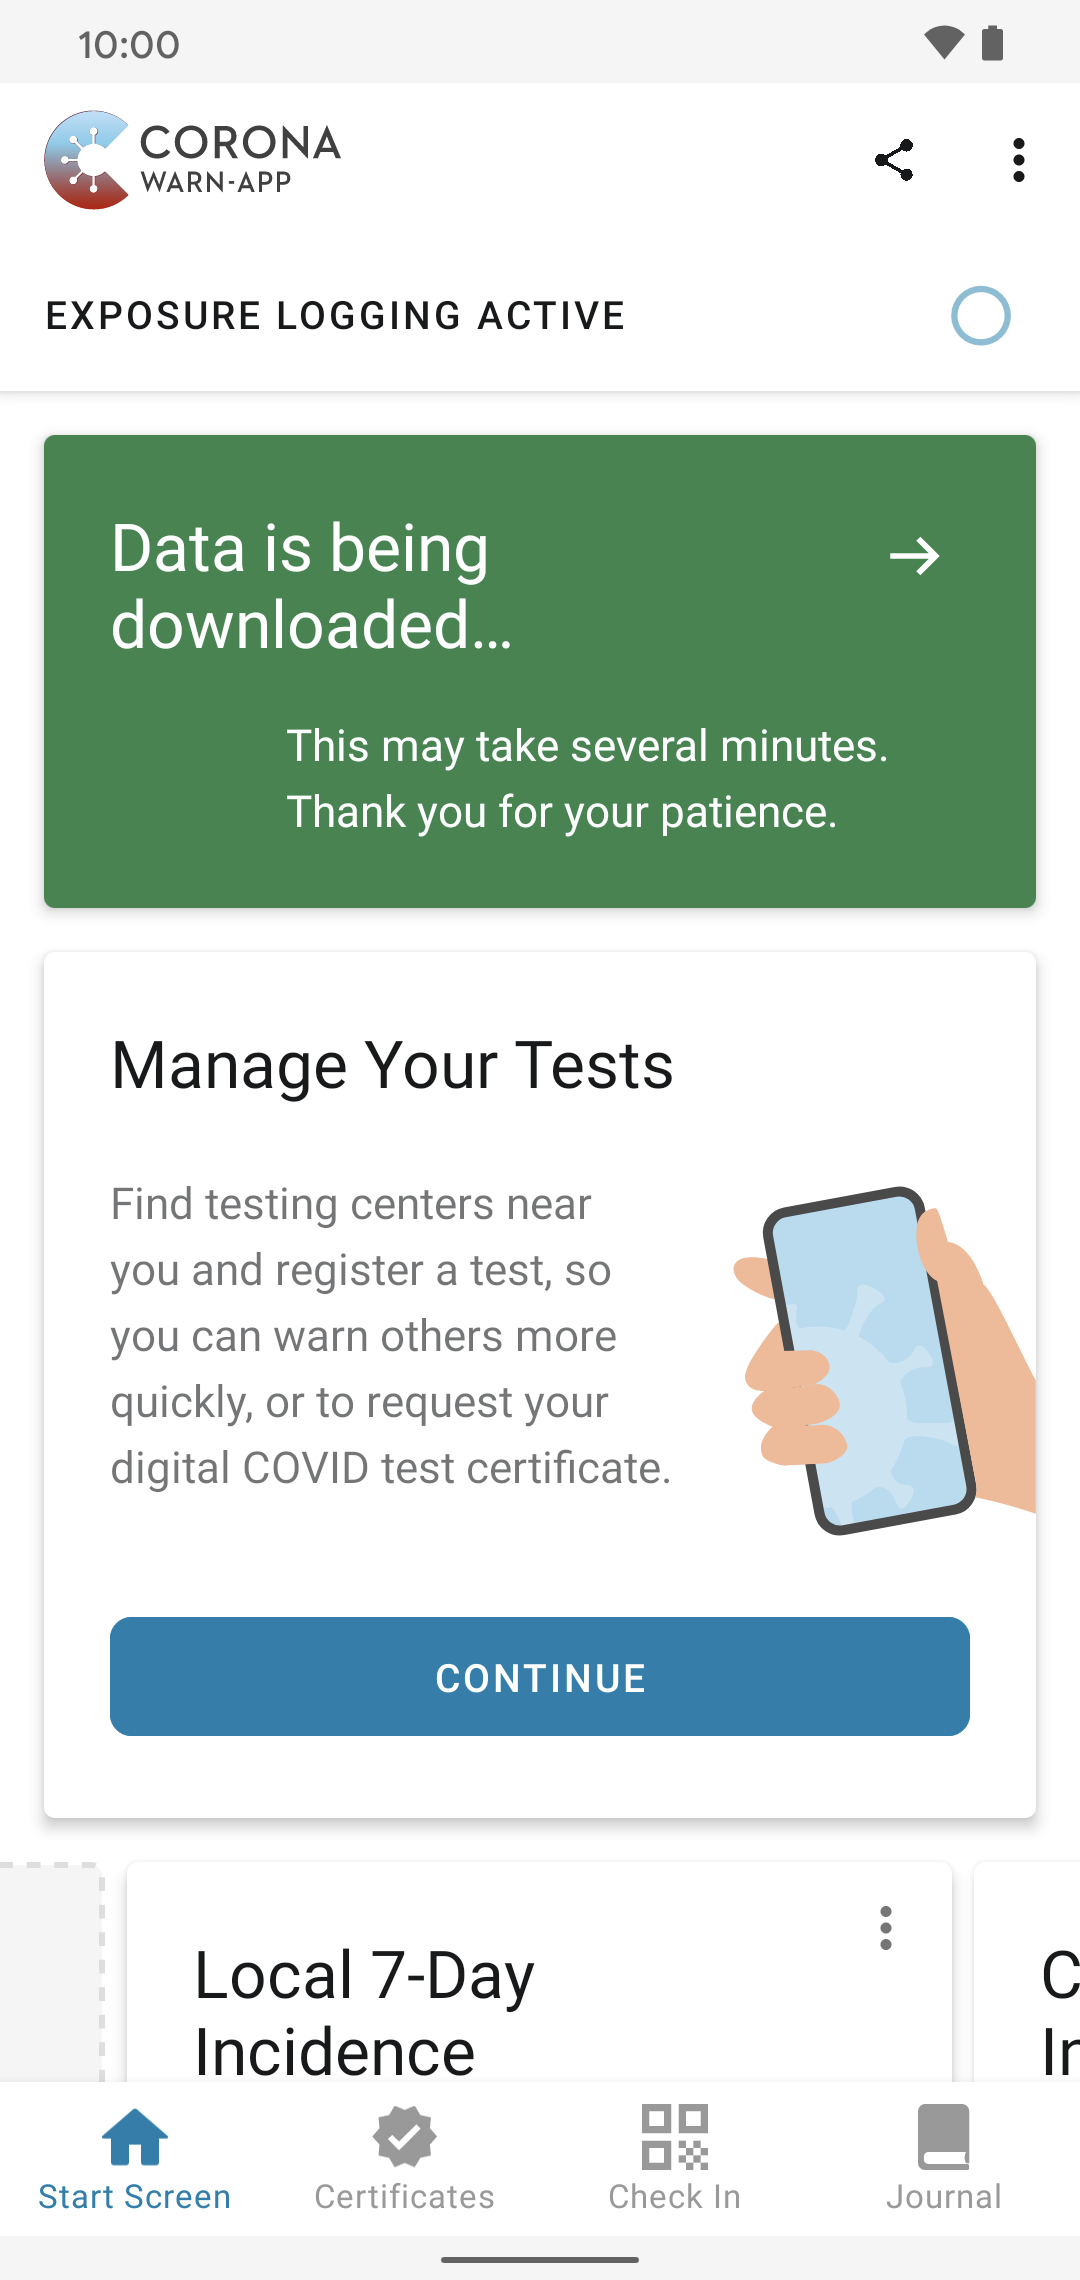 10:00
CORONA
WARN-APP
EXPOSURE LOGGING ACTIVE
Data is being
downloaded…
This may take several minutes.
Thank you for your patience.
Manage Your Tests
Find testing centers near
you and register a test, so
you can warn others more
quickly, or to request your
digital COVID test certificate.
CONTINUE
Local 7-Day
Incidence
Start Screen
Certificates
Check In
Journal